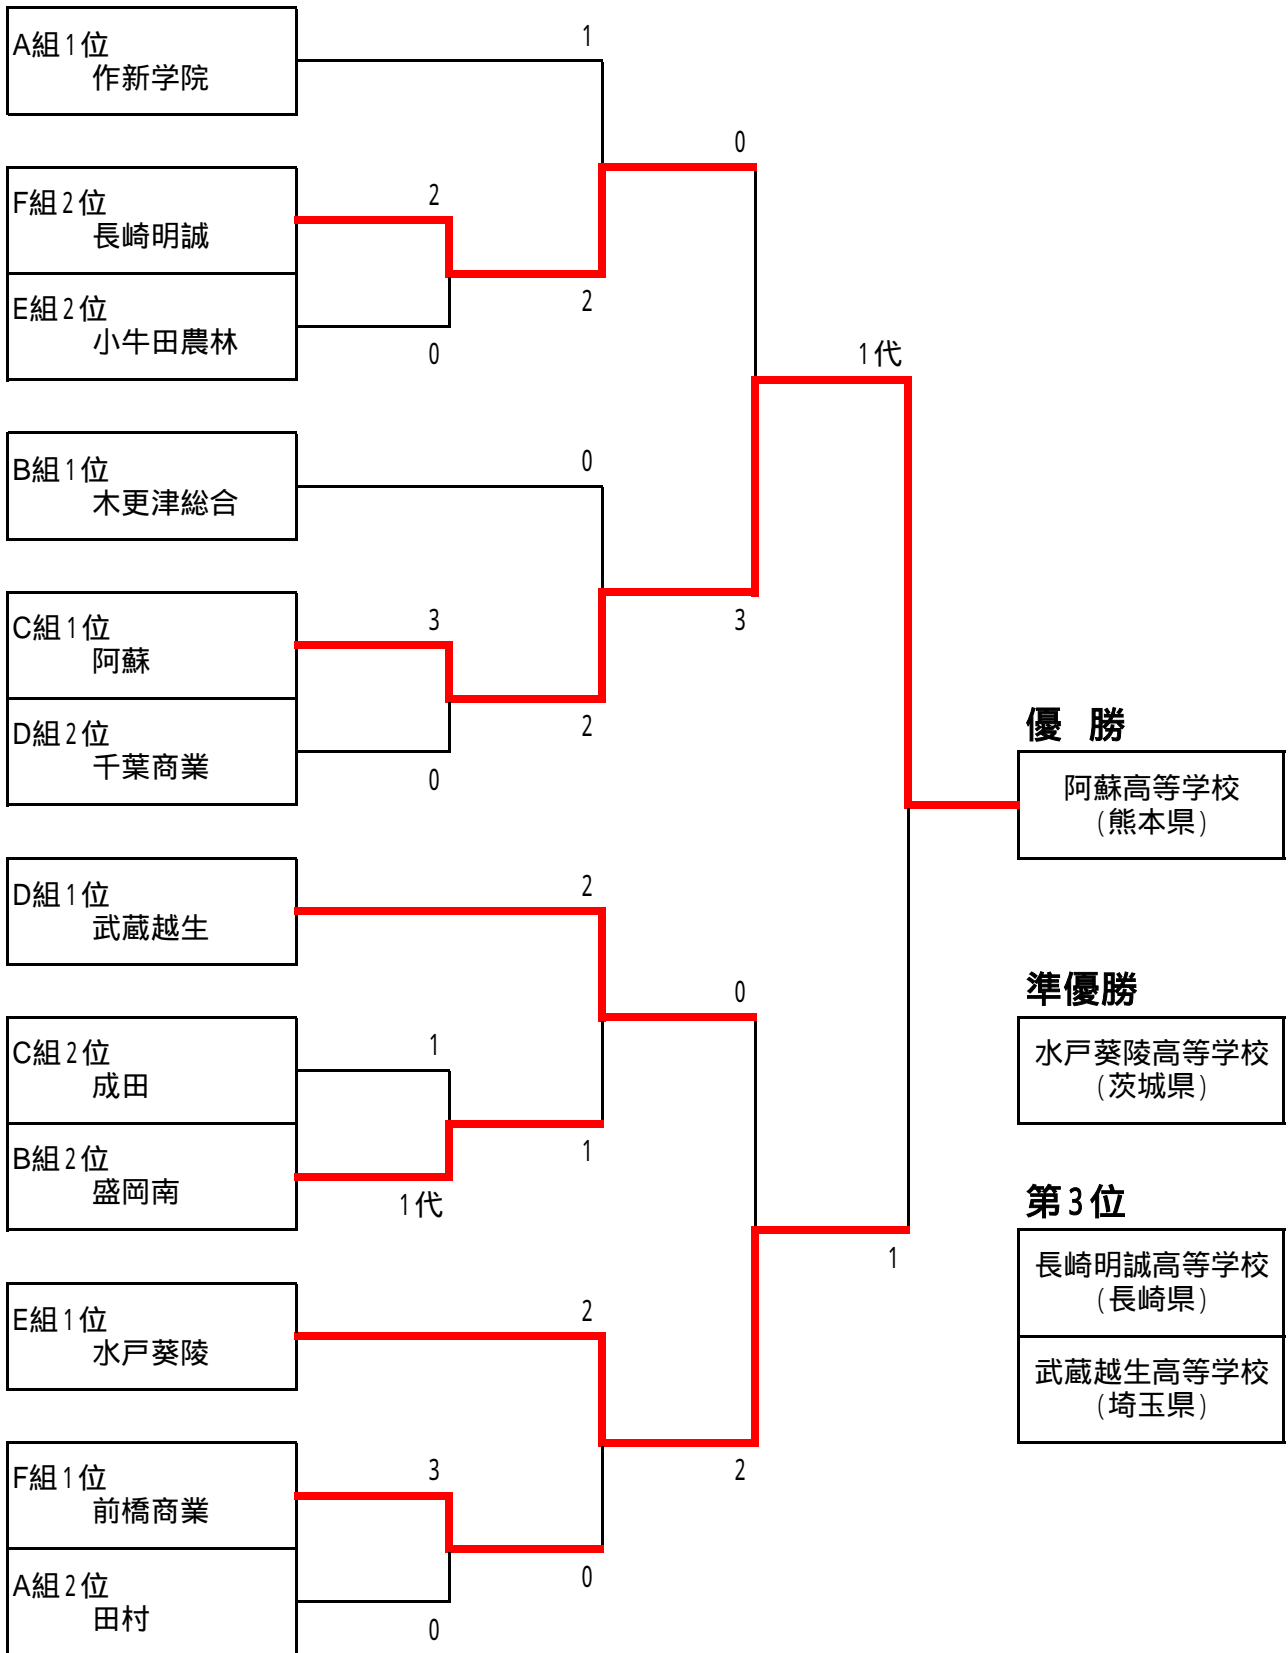 A組1位
作新学院
1
0
F組2位
長崎明誠
2
E組2位
小牛田農林
2
0
1代
B組1位
木更津総合
0
C組1位
阿蘇
3
3
D組2位
千葉商業
2
0
優 勝
阿蘇高等学校
(熊本県)
D組1位
武蔵越生
2
0
準優勝
水戸葵陵高等学校
(茨城県)
C組2位
成田
1
B組2位
盛岡南
1
1代
第3位
長崎明誠高等学校
(長崎県)
武蔵越生高等学校
(埼玉県)
1
E組1位
水戸葵陵
2
F組1位
前橋商業
3
2
A組2位
田村
0
0